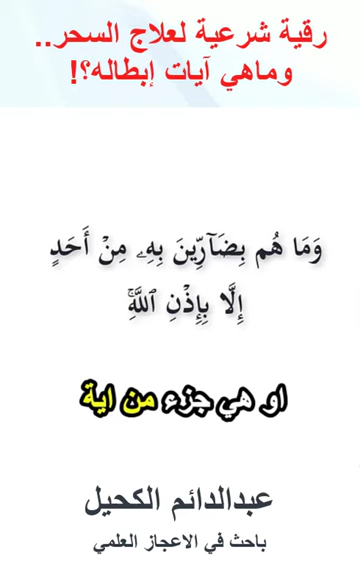 رقية شرعية لعلاج السحر..
وماهي آيات إبطاله؟!
وَمَا هُم بِضَآرِّينَ بِهِۦ مِنْ أَحَدٍ
إِلَّا بِإِذْنِ ٱللَّهِۚ
او هي جزء من اية
عبدالدائم الكحيل
باحث في الاعجاز العلمي